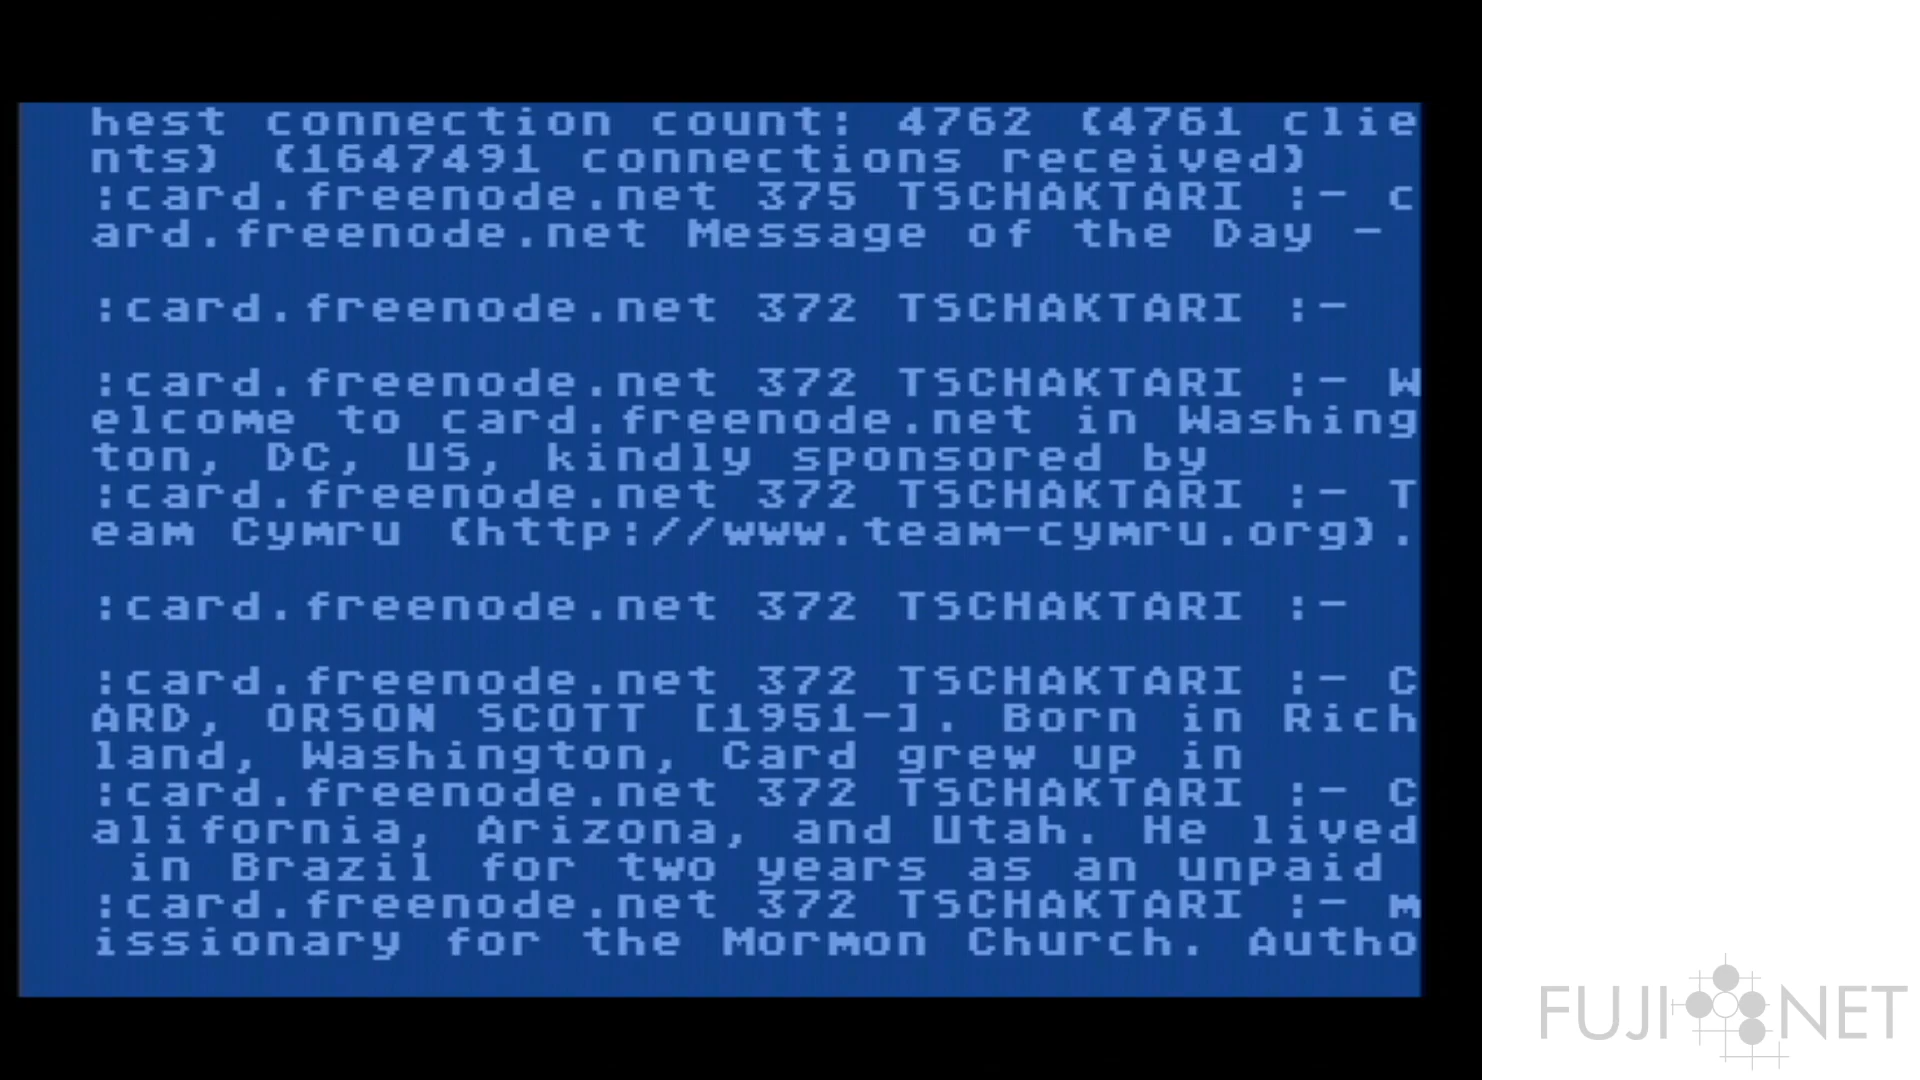 hest connection count: 4762 (4761 clie
nts) (1647491 connections received)
:card.freenode.net 375 TSCHAKTARI :- c
ard.freenode.net Message of the Day -
:card.freenode.net 372 TSCHAKTARI :-
:card.freenode.net 372 TSCHAKTARI :- W
elcome to card.freenode.net in Washing
ton, DC, US, kindly sponsored by
:card.freenode.net 372 TSCHAKTARI :- T
eam Cymru (http://www.team-cymru.org).
:card.freenode.net 372 TSCHAKTARI :-
:card.freenode.net 372 TSCHAKTARI :- C
ARD, ORSON SCOTT [1951-]. Born in Rich
land, Washington, Card grew up in
:card.freenode.net 372 TSCHAKTARI :- C
alifornia, Arizona, and Utah. He lived
 in Brazil for two years as an unpaid
:card.freenode.net 372 TSCHAKTARI :- m
issionary for the Mormon Church. Autho
FUJINET